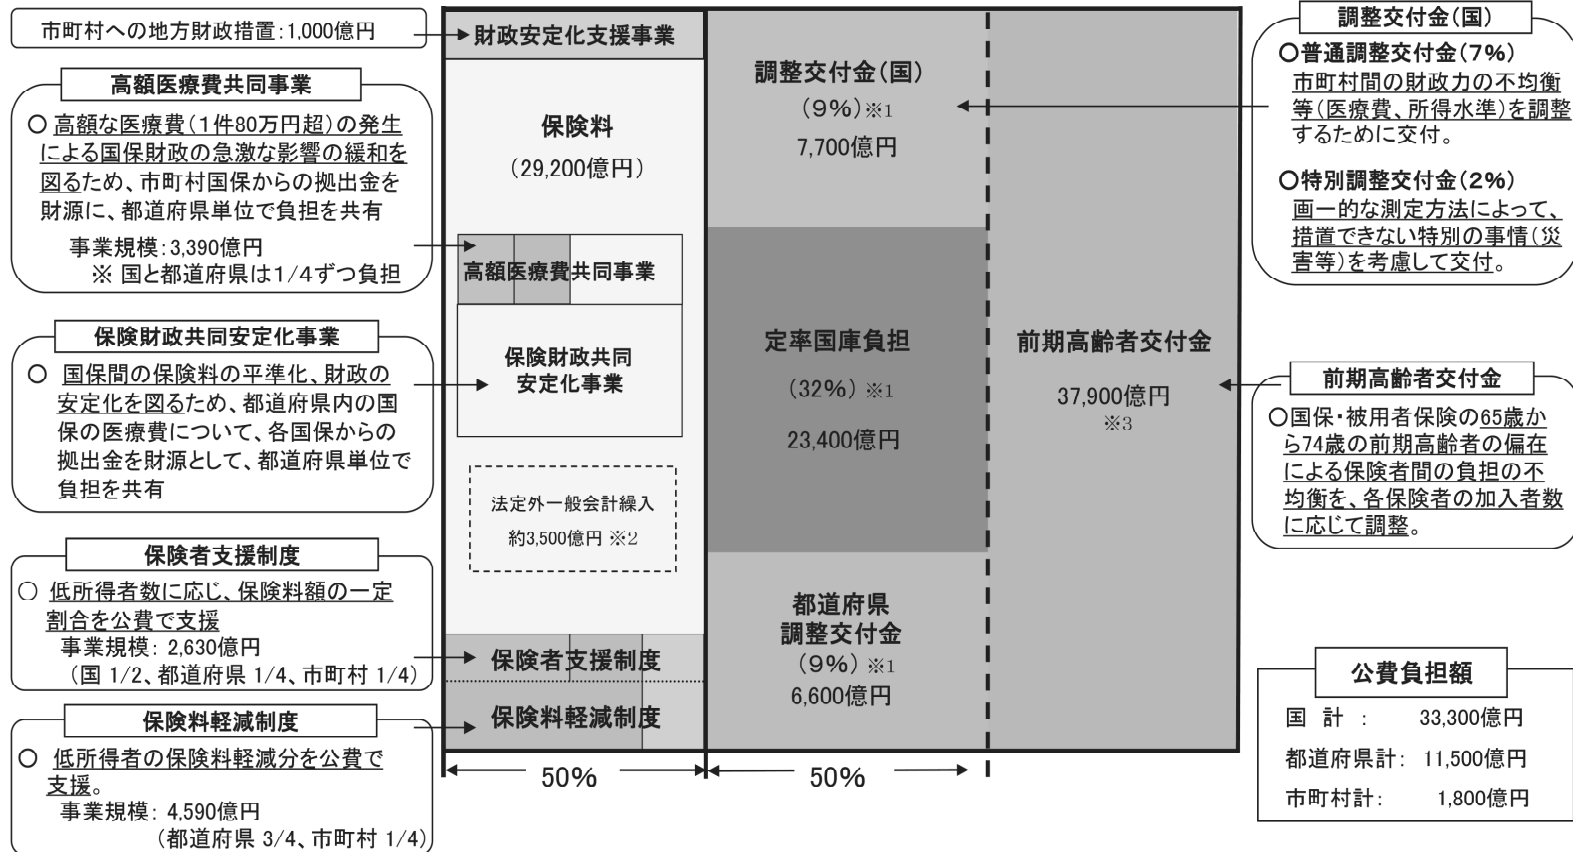 市町村への地方財政措置：1,000億円
高額医療費共同事業
○ 高額な医療費（１件80万円超）の発生
による国保財政の急激な影響の緩和を
図るため、市町村国保からの拠出金を
財源に、都道府県単位で負担を共有
事業規模：3,390億円
※ 国と都道府県は１/４ずつ負担
保険財政共同安定化事業
○ 国保間の保険料の平準化、財政の
安定化を図るため、都道府県内の国
保の医療費について、各国保からの
拠出金を財源として、都道府県単位で
負担を共有
保険者支援制度
○ 低所得者数に応じ、保険料額の一定
割合を公費で支援
事業規模： 2,630億円
（国 1/2、都道府県 1/4、市町村 1/4）
保険料軽減制度
○ 低所得者の保険料軽減分を公費で
支援。
事業規模： 4,590億円
（都道府県 3/4、市町村 1/4）
財政安定化支援事業
保険料
（29,200億円）
高額医療費共同事業
保険財政共同
安定化事業
法定外一般会計繰入
約3,500億円 ※2
保険者支援制度
保険料軽減制度
50%
調整交付金（国）
（9%）※1
7,700億円
定率国庫負担
（32%）※1
23,400億円
都道府県
調整交付金
（9%）※1
6,600億円
50%
前期高齢者交付金
37,900億円
※3
調整交付金（国）
○普通調整交付金（7%）
市町村間の財政力の不均衡
等（医療費、所得水準）を調整
するために交付。
○特別調整交付金（2%）
画一的な測定方法によって、
措置できない特別の事情（災
害等）を考慮して交付。
前期高齢者交付金
○国保・被用者保険の65歳か
ら74歳の前期高齢者の偏在
による保険者間の負担の不
均衡を、各保険者の加入者数
に応じて調整。
公費負担額
国 計 ： 33,300億円
都道府県計： 11,500億円
市町村計： 1,800億円